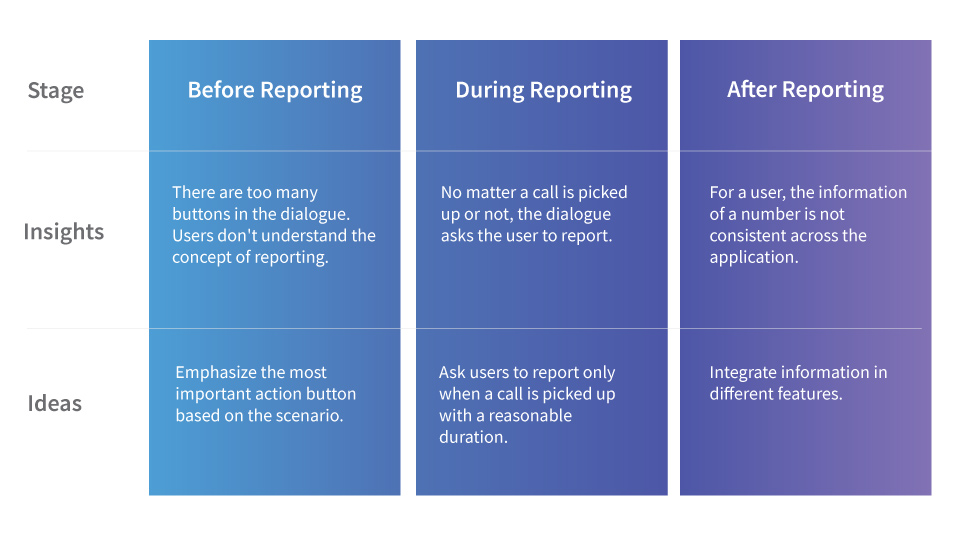 Stage
Before Reporting
During Reporting
After Reporting
Insights
There are too many
buttons in the dialogue.
Users don't understand the
concept of reporting.
No matter a call is picked
up or not, the dialogue
asks the user to report.
For a user, the information
of a number is not
consistent across the
application.
Ideas
Emphasize the most
important action button
based on the scenario.
Ask users to report only
when a call is picked up
with a reasonable
duration.
Integrate information in
different features.